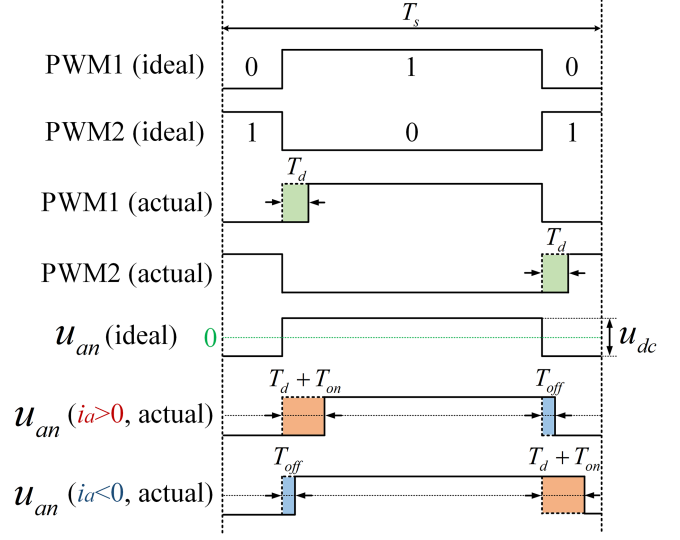 T_s
PWM1 (ideal) 0 1 0
PWM2 (ideal) 1 0 1
T_d
PWM1 (actual)
T_d
PWM2 (actual)
u_an (ideal) 0 u_dc
T_d + T_on T_off
u_an (i_a>0, actual)
T_off T_d + T_on
u_an (i_a<0, actual)